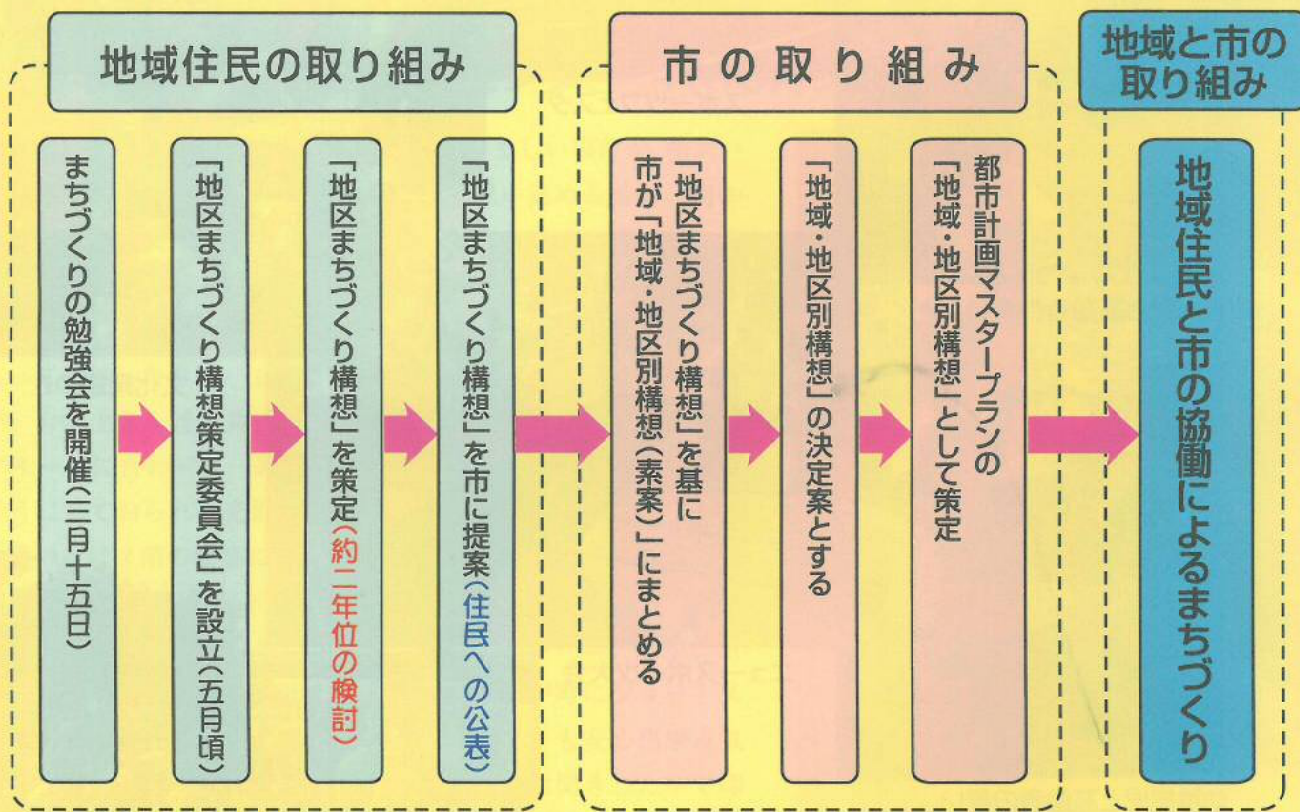 地域住民の取り組み
まちづくりの勉強会を開催(三月十五日)
「地区まちづくり構想策定委員会」を設立(五月頃)
「地区まちづくり構想」を策定(約二年位の検討)
「地区まちづくり構想」を市に提案(住民への公表)
市の取り組み
「地区まちづくり構想」を基に
市が「地域・地区別構想(素案)」にまとめる
「地域・地区別構想」の決定案とする
都市計画マスタープランの
「地域・地区別構想」として策定
地域と市の
取り組み
地域住民と市の協働によるまちづくり